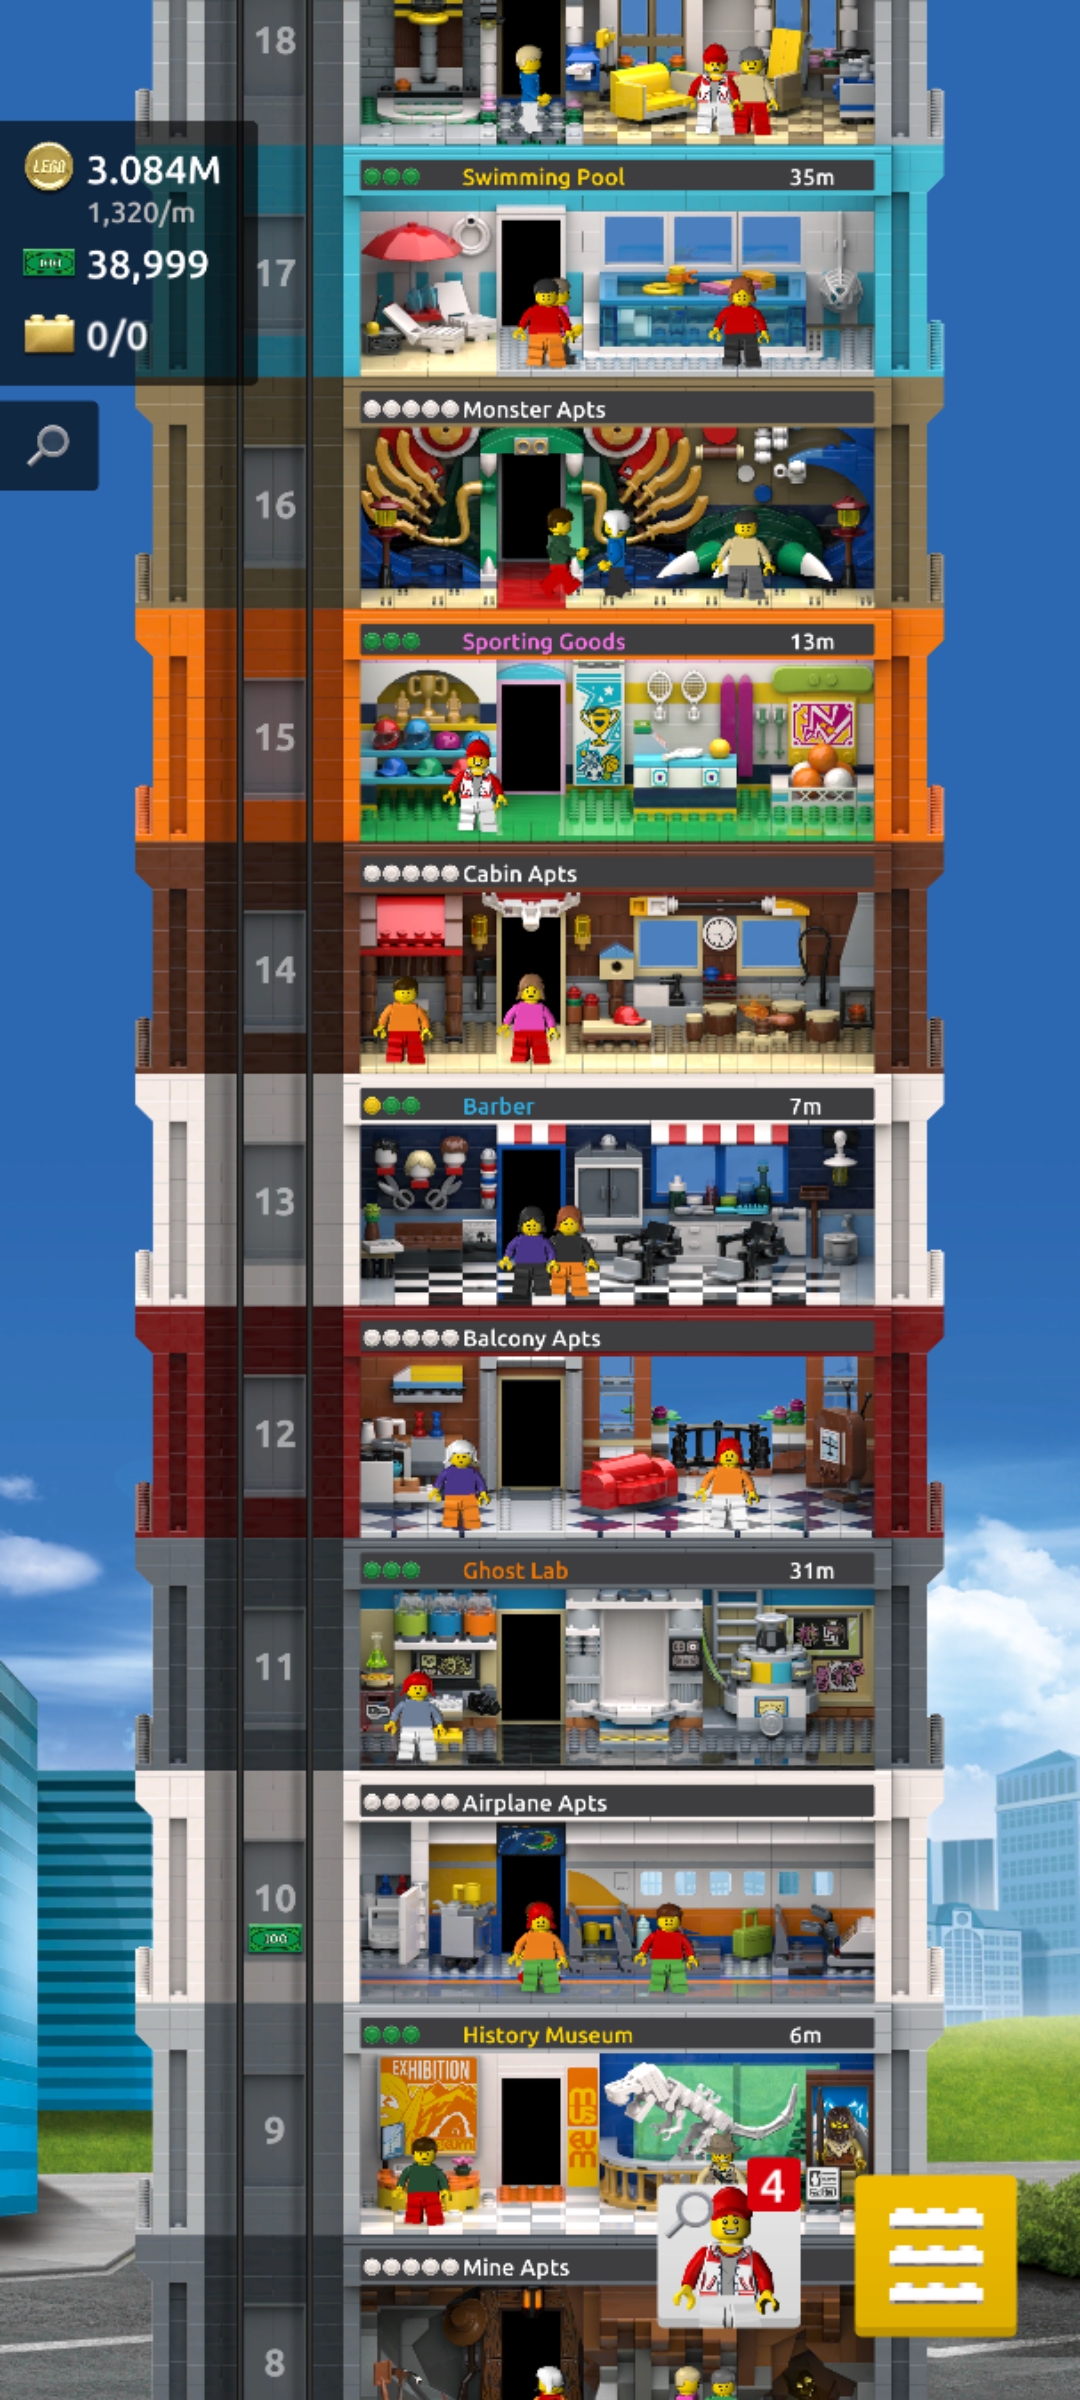 18
LEGO
3.084M
1,320/m
38,999
0/0
Swimming Pool 35m
17
Monster Apts
16
Sporting Goods 13m
15
Cabin Apts
14
Barber 7m
13
Balcony Apts
12
Ghost Lab 31m
11
Airplane Apts
10
100
History Museum 6m
EXHIBITION
9
4
Mine Apts
8